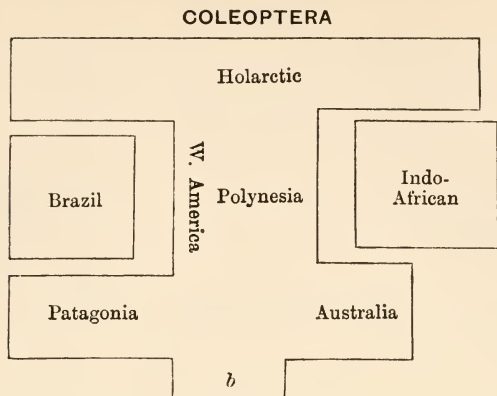 COLEOPTERA
Holarctic
Brazil
W. America
Polynesia
Indo-
African
Patagonia
Australia
b